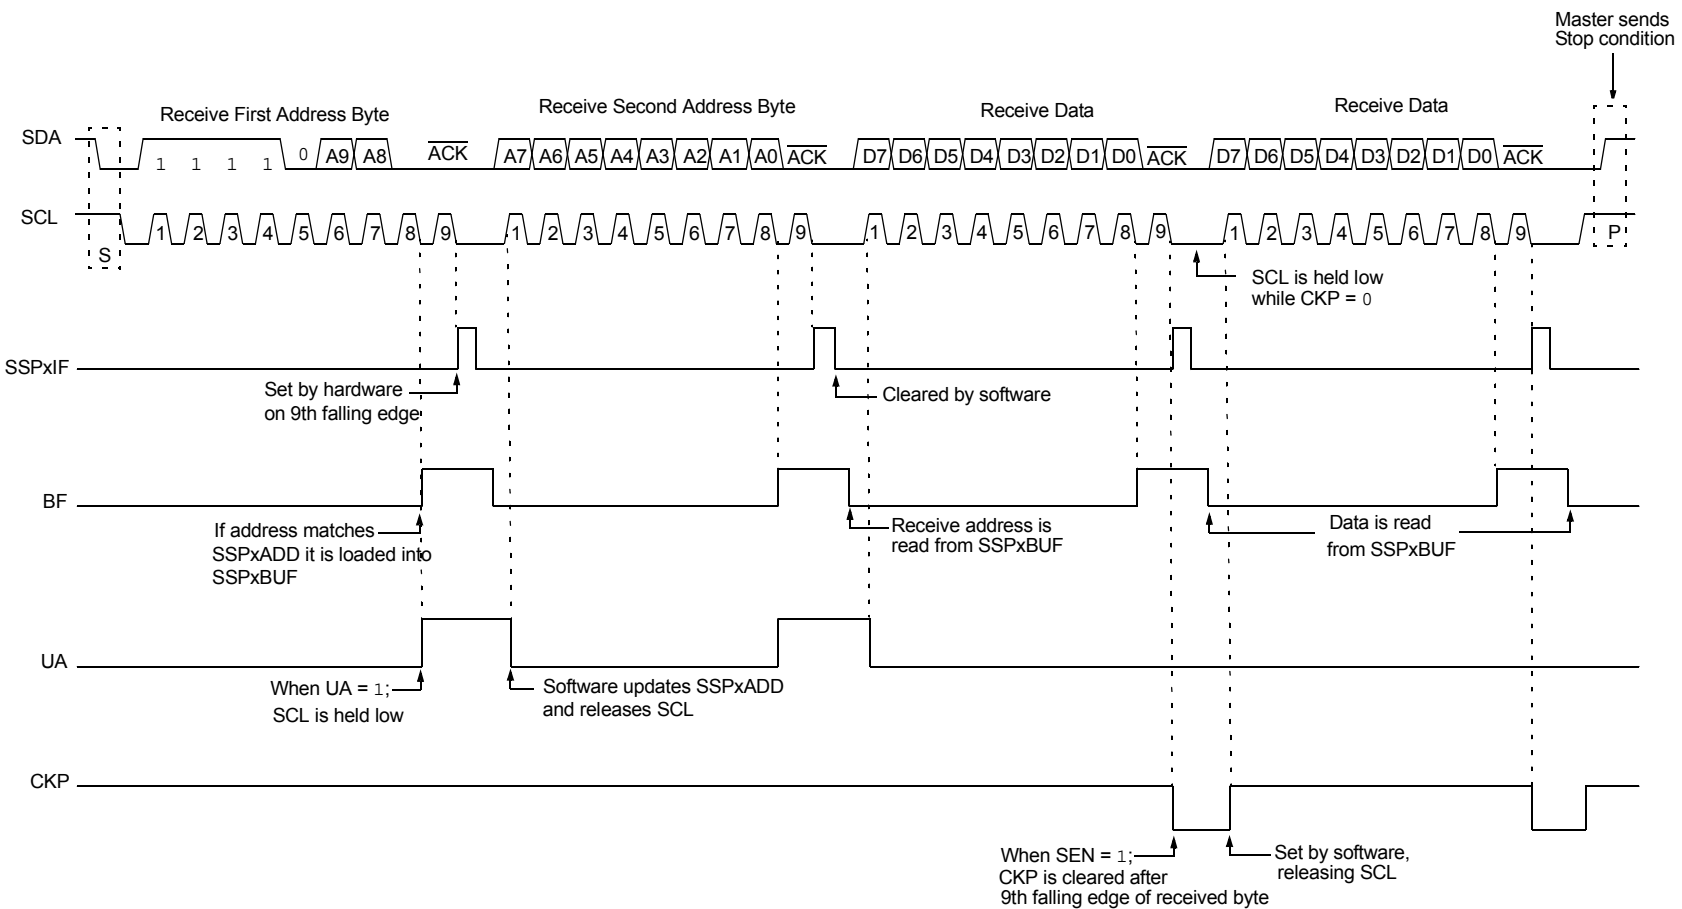 Master sends
Stop condition
Receive First Address Byte
Receive Second Address Byte
Receive Data
Receive Data
SDA
1 1 1 1 0 A9 A8 ACK A7 A6 A5 A4 A3 A2 A1 A0 ACK D7 D6 D5 D4 D3 D2 D1 D0 ACK D7 D6 D5 D4 D3 D2 D1 D0 ACK
SCL
1 2 3 4 5 6 7 8 9 1 2 3 4 5 6 7 8 9 1 2 3 4 5 6 7 8 9 1 2 3 4 5 6 7 8 9
S
P
SCL is held low
while CKP = 0
SSPxIF
Set by hardware
on 9th falling edge
Cleared by software
BF
If address matches
SSPxADD it is loaded into
SSPxBUF
Receive address is
read from SSPxBUF
Data is read
from SSPxBUF
UA
When UA = 1;
SCL is held low
Software updates SSPxADD
and releases SCL
CKP
When SEN = 1;
CKP is cleared after
9th falling edge of received byte
Set by software,
releasing SCL